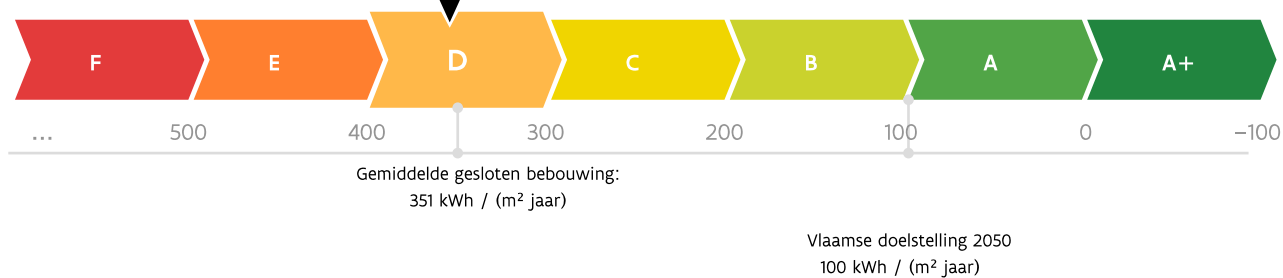 F E D C B A A+
... 500 400 300 200 100 0 −100
Gemiddelde gesloten bebouwing:
351 kWh / (m² jaar)
Vlaamse doelstelling 2050
100 kWh / (m² jaar)